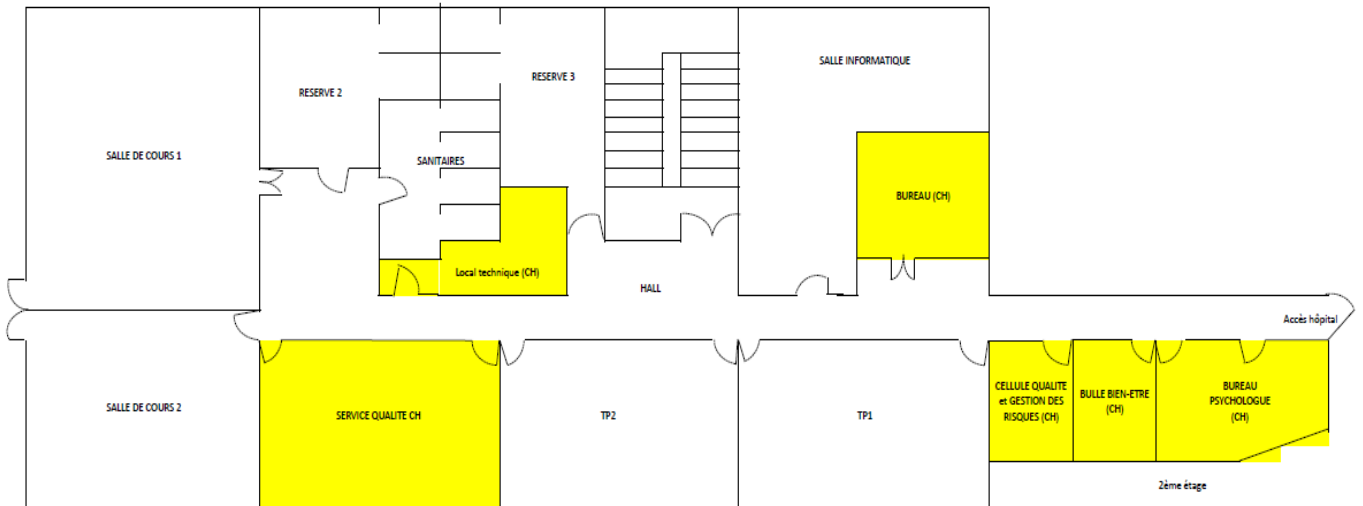 SALLE INFORMATIQUE
RESERVE 3
RESERVE 2
SALLE DE COURS 1
SANITAIRES
BUREAU (CH)
Local technique (CH)
HALL
Accès hôpital
SALLE DE COURS 2
SERVICE QUALITE CH
TP2
TP1
CELLULE QUALITE
et GESTION DES
RISQUES (CH)
BULLE BIEN-ETRE
(CH)
BUREAU
PSYCHOLOGUE
(CH)
2ème étage